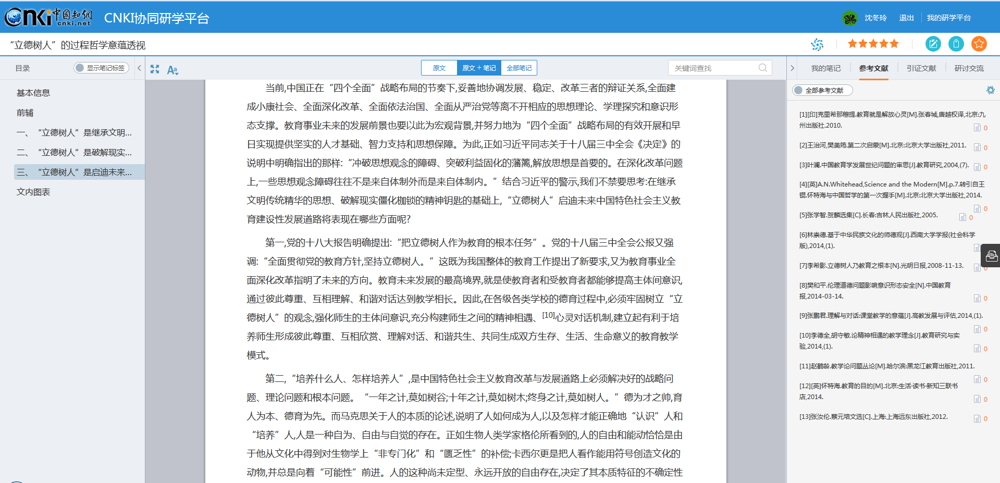 CNKI中国知网
cnki.net
CNKI协同研学平台
沈冬玲 退出 我的研学平台
“立德树人”的过程哲学意蕴透视
目录 显示笔记标签
基本信息
前辅
一、“立德树人”是继承文明...
二、“立德树人”是破解现实...
三、“立德树人”是启迪未来...
文内图表
Aa
原文 原文 + 笔记 全部笔记
关键词查找
当前,中国正在“四个全面”战略布局的节奏下,妥善地协调发展、稳定、改革三者的辩证关系,全面建
成小康社会、全面深化改革、全面依法治国、全面从严治党等离不开相应的思想理论、学理探究和意识形
态支撑。教育事业未来的发展前景也要以此为宏观背景,并努力地为“四个全面”战略布局的有效开展和早
日实现提供坚实的人才基础、智力支持和思想保障。为此,正如习近平同志关于十八届三中全会《决定》的
说明中明确指出的那样:“冲破思想观念的障碍、突破利益固化的藩篱,解放思想是首要的。在深化改革问题
上,一些思想观念障碍往往不是来自体制外而是来自体制内。”结合习近平的警示,我们不禁要思考:在继承
文明传统精华的思想、破解现实僵化枷锁的精神钥匙的基础上,“立德树人”启迪未来中国特色社会主义教
育建设性发展道路将表现在哪些方面呢?
第一,党的十八大报告明确提出:“把立德树人作为教育的根本任务”。党的十八届三中全会公报又强
调:“全面贯彻党的教育方针,坚持立德树人。”这既为我国整体的教育工作提出了新要求,又为教育事业全
面深化改革指明了未来的方向。教育未来发展的最高境界,就是使教育者和受教育者都能够提高主体间意识,
通过彼此尊重、互相理解、和谐对话达到教学相长。因此,在各级各类学校的德育过程中,必须牢固树立“立
德树人”的观念,强化师生的主体间意识,充分构建师生之间的精神相遇、[10]心灵对话机制,建立起有利于培
养师生形成彼此尊重、互相欣赏、理解对话、和谐共生、共同生成双方生存、生活、生命意义的教育教学
模式。
第二,“培养什么人、怎样培养人”,是中国特色社会主义教育改革与发展道路上必须解决好的战略问
题、理论问题和根本问题。“一年之计,莫如树谷;十年之计,莫如树木;终身之计,莫如树人。”德为才之帅,育
人为本、德育为先。而马克思关于人的本质的论述,说明了人如何成为人,以及怎样才能正确地“认识”人和
“培养”人,人是一种自为、自由与自觉的存在。正如生物人类学家格伦所看到的,人的自由和能动恰恰是由
于他从文化中得到对生物学上“非专门化”和“匮乏性”的补偿;卡西尔更是把人看作能用符号创造文化的
动物,并总是向着“可能性”前进。人的这种尚未定型、永远开放的自由存在,决定了其本质特征的不确定性
我的笔记 参考文献 引证文献 研讨交流
全部参考文献
[1][印]克里希那穆提.教育就是解放心灵[M].张春城,唐越权译,北京:九
州出版社.2010.
0
[2]王治河,樊美筠.第二次启蒙[M].北京:北京大学出版社,2011.
0
[3]叶澜.中国教育学发展世纪问题的审思[J].教育研究,2004,(7).
0
[4][英]A.N.Whitehead,Science and the Modern[M].p.7.转引自王
锟.怀特海与中国哲学的第一次握手[M].北京:北京大学出版社,2014.
0
[5]张学智.贺麟选集[C].长春:吉林人民出版社,2005.
0
[6]林崇德.基于中华民族文化的师德观[J].西南大学学报(社会科学
版),2014,(1).
[7]李希影.立德树人乃教育之根本[N].光明日报,2008-11-13.
0
[8]樊和平.伦理道德问题影响意识形态安全[N].中国教育
报,2014-03-14.
0
[9]张鹏君.理解与对话:课堂教学的意蕴[J].高教发展与评估,2014,(1).
0
[10]李德全,胡守敏.论精神相遇的教学理念[J].教育研究与实
验,2014,(1).
0
[11]赵鹤龄.教学论问题丛论[M].哈尔滨:黑龙江教育出版社,2011.
0
[12][英]怀特海.教育的目的[M].北京:生活·读书·新知三联书
店,2014.
0
[13]张汝伦.蔡元培文选[C].上海:上海远东出版社,2012.
0